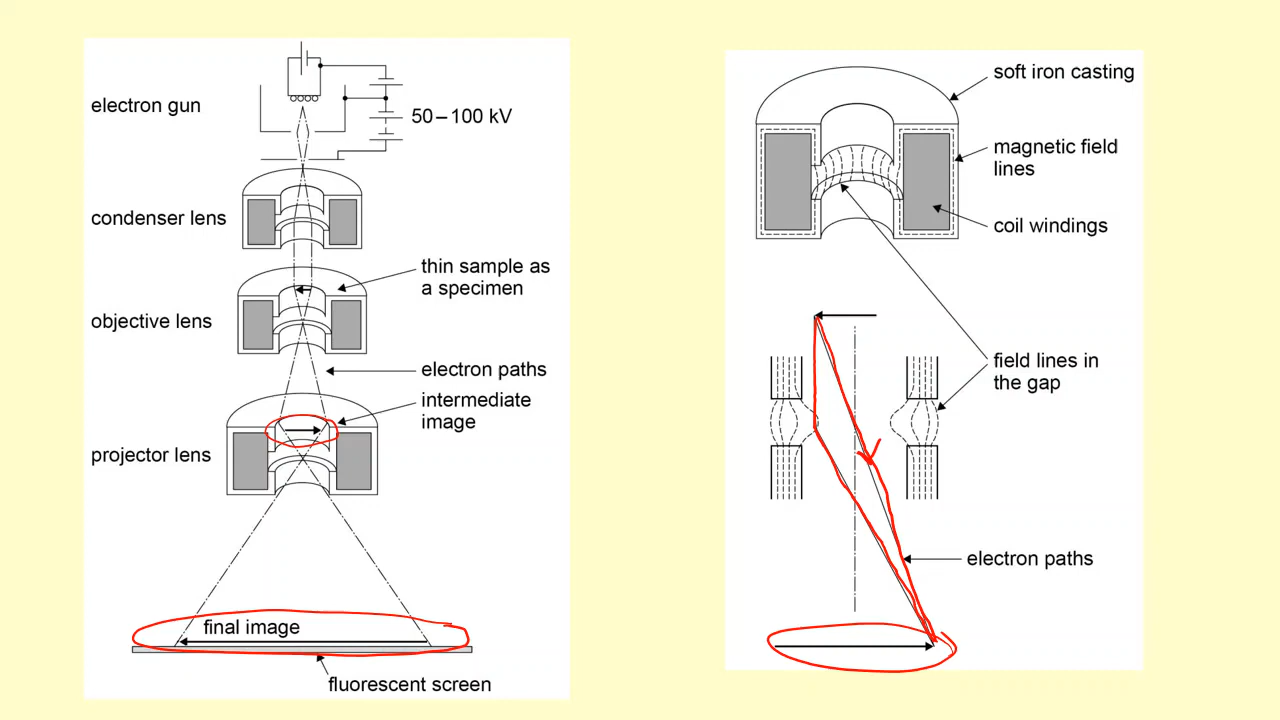 electron gun
50–100 kV
condenser lens
thin sample as
a specimen
objective lens
electron paths
intermediate
image
projector lens
final image
fluorescent screen
soft iron casting
magnetic field
lines
coil windings
field lines in
the gap
electron paths